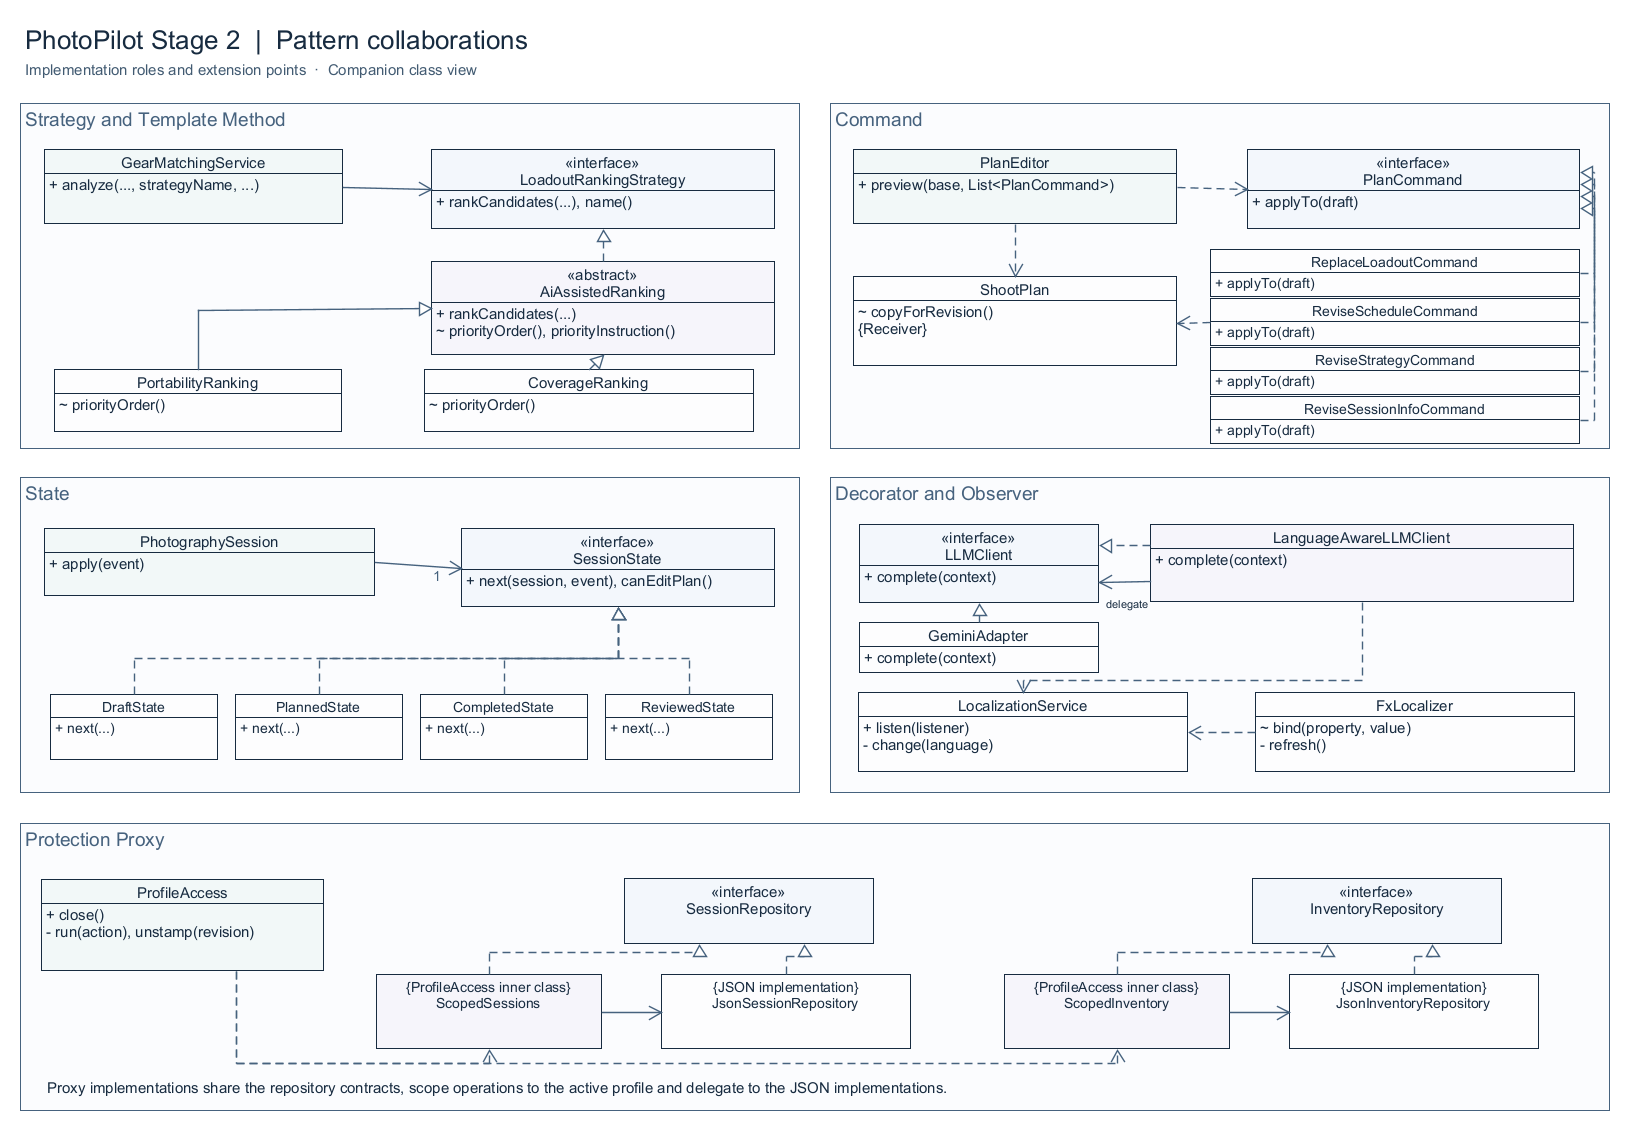 PhotoPilot Stage 2 | Pattern collaborations
Implementation roles and extension points · Companion class view
Strategy and Template Method
GearMatchingService
+ analyze(..., strategyName, ...)
«interface»
LoadoutRankingStrategy
+ rankCandidates(...), name()
«abstract»
AiAssistedRanking
+ rankCandidates(...)
~ priorityOrder(), priorityInstruction()
PortabilityRanking
~ priorityOrder()
CoverageRanking
~ priorityOrder()
Command
PlanEditor
+ preview(base, List<PlanCommand>)
«interface»
PlanCommand
+ applyTo(draft)
ShootPlan
~ copyForRevision()
{Receiver}
ReplaceLoadoutCommand
+ applyTo(draft)
ReviseScheduleCommand
+ applyTo(draft)
ReviseStrategyCommand
+ applyTo(draft)
ReviseSessionInfoCommand
+ applyTo(draft)
State
PhotographySession
+ apply(event)
1
«interface»
SessionState
+ next(session, event), canEditPlan()
DraftState
+ next(...)
PlannedState
+ next(...)
CompletedState
+ next(...)
ReviewedState
+ next(...)
Decorator and Observer
«interface»
LLMClient
+ complete(context)
LanguageAwareLLMClient
+ complete(context)
delegate
GeminiAdapter
+ complete(context)
LocalizationService
+ listen(listener)
- change(language)
FxLocalizer
~ bind(property, value)
- refresh()
Protection Proxy
ProfileAccess
+ close()
- run(action), unstamp(revision)
«interface»
SessionRepository
{ProfileAccess inner class}
ScopedSessions
{JSON implementation}
JsonSessionRepository
«interface»
InventoryRepository
{ProfileAccess inner class}
ScopedInventory
{JSON implementation}
JsonInventoryRepository
Proxy implementations share the repository contracts, scope operations to the active profile and delegate to the JSON implementations.